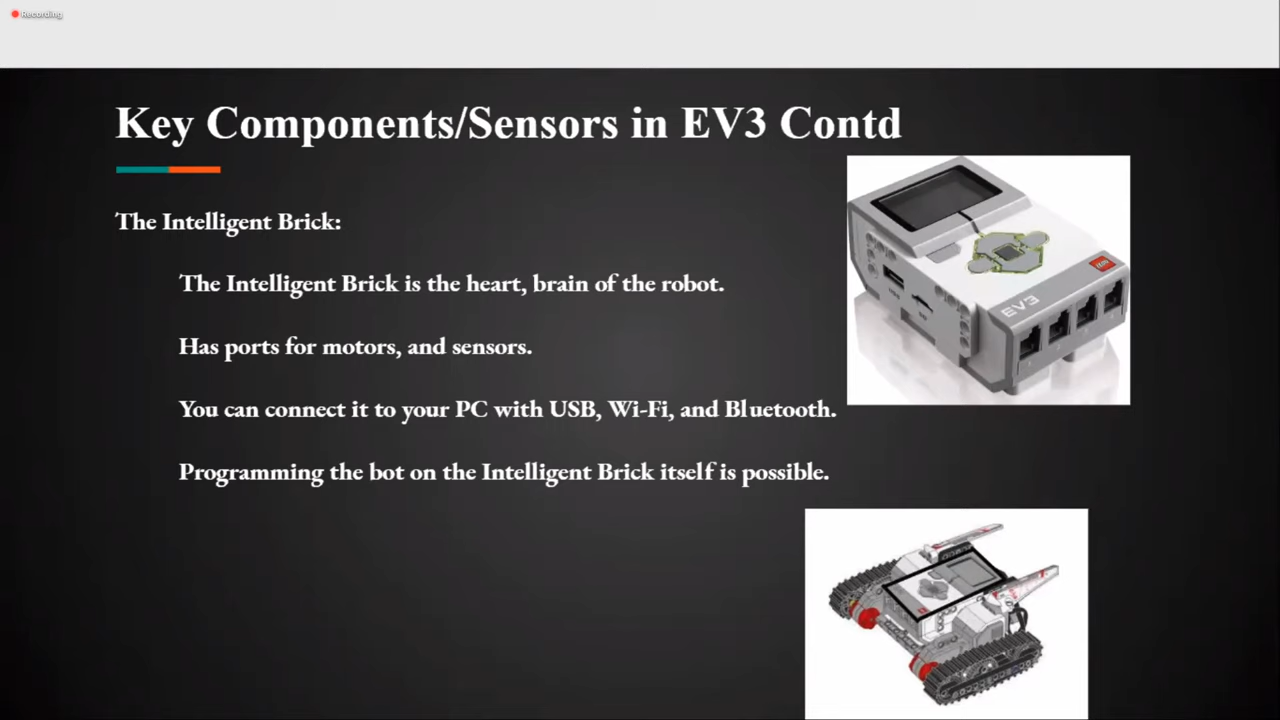 Recording
Key Components/Sensors in EV3 Contd
The Intelligent Brick:
The Intelligent Brick is the heart, brain of the robot.
Has ports for motors, and sensors.
You can connect it to your PC with USB, Wi-Fi, and Bluetooth.
Programming the bot on the Intelligent Brick itself is possible.
EV3
LEGO